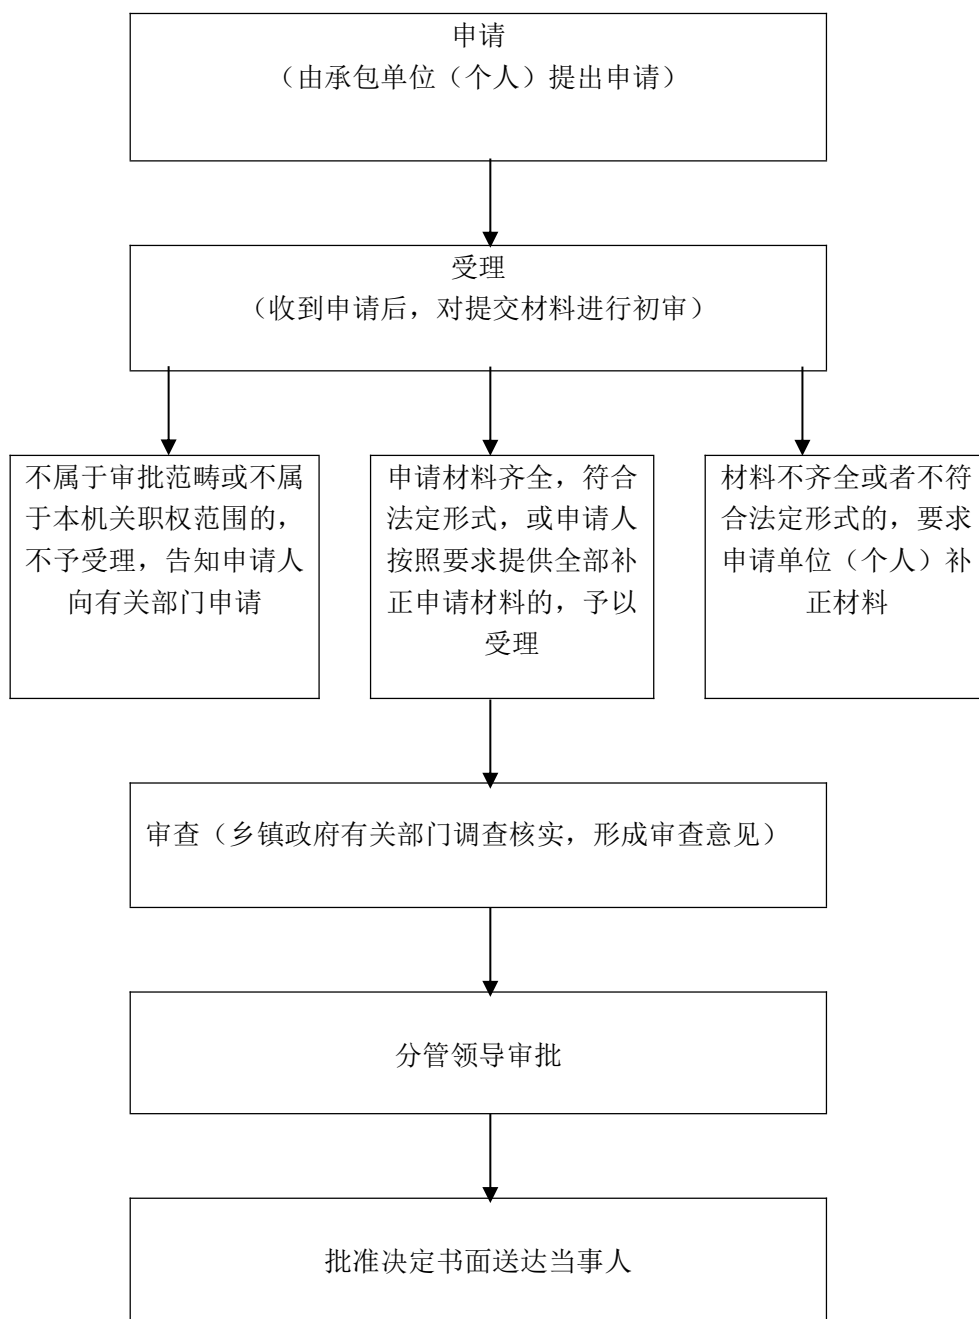 申请
（由承包单位（个人）提出申请）
受理
（收到申请后，对提交材料进行初审）
不属于审批范畴或不属
于本机关职权范围的，
不予受理，告知申请人
向有关部门申请
申请材料齐全，符合
法定形式，或申请人
按照要求提供全部补
正申请材料的，予以
受理
材料不齐全或者不符
合法定形式的，要求
申请单位（个人）补
正材料
审查（乡镇政府有关部门调查核实，形成审查意见）
分管领导审批
批准决定书面送达当事人